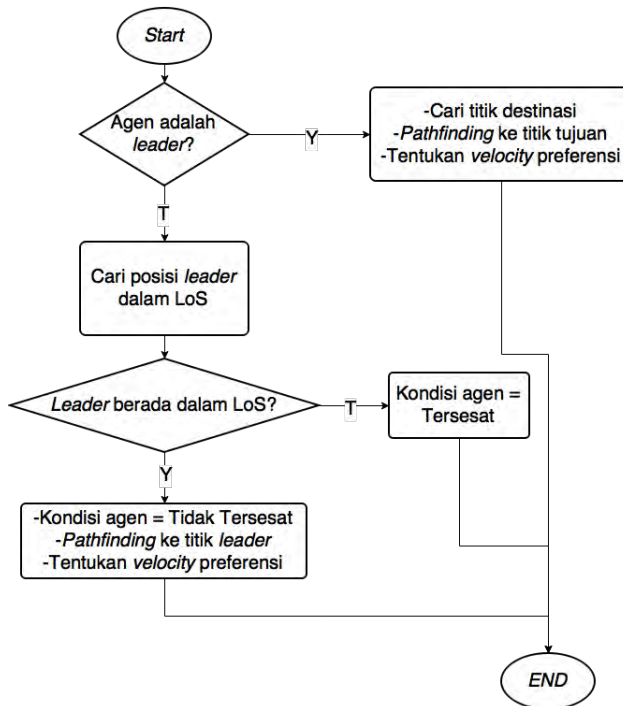 Start
Agen adalah
leader?
Y
-Cari titik destinasi
-Pathfinding ke titik tujuan
-Tentukan velocity preferensi
T
Cari posisi leader
dalam LoS
Leader berada dalam LoS?
T
Kondisi agen =
Tersesat
Y
-Kondisi agen = Tidak Tersesat
-Pathfinding ke titik leader
-Tentukan velocity preferensi
END